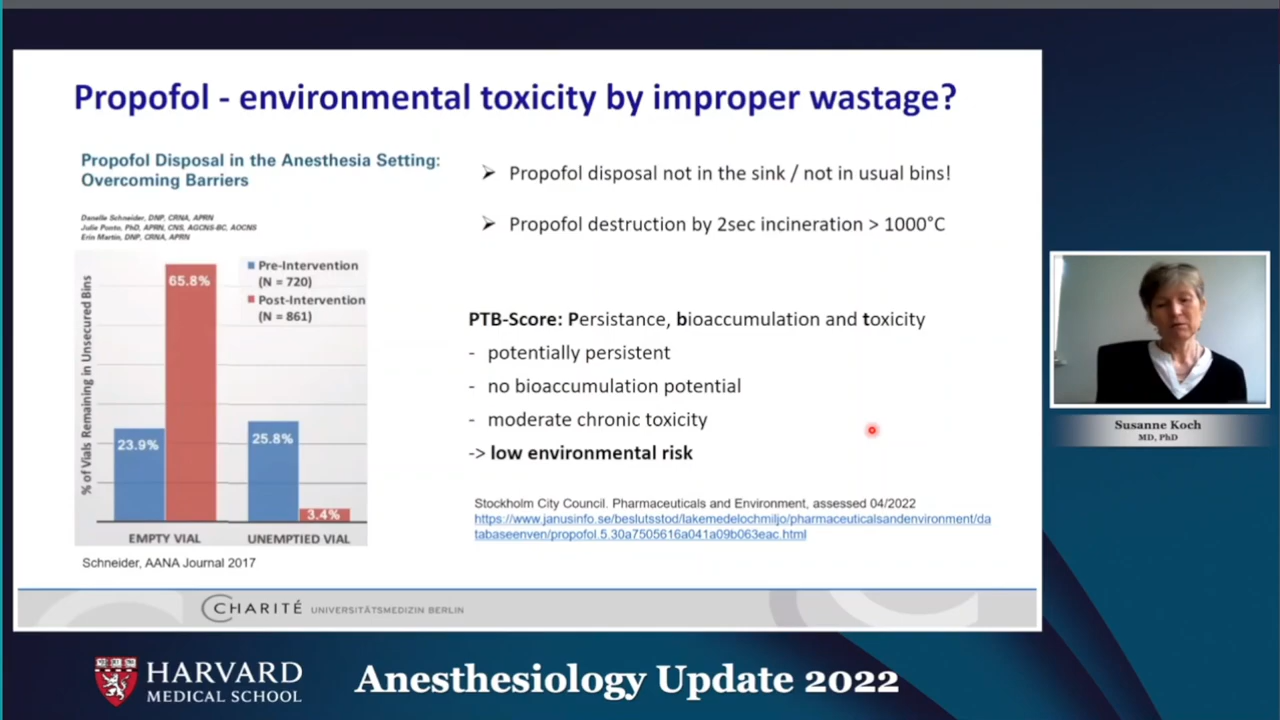 Propofol - environmental toxicity by improper wastage?
Propofol Disposal in the Anesthesia Setting:
Overcoming Barriers
Danelle Schneider, DNP, CRNA, APRN
Julie Ponto, PhD, APRN, CNS, AGCNS-BC, AOCNS
Erin Martin, DNP, CRNA, APRN
% of Vials Remaining in Unsecured Bins
Pre-Intervention
(N = 720)
Post-Intervention
(N = 861)
65.8%
23.9%
25.8%
3.4%
EMPTY VIAL
UNEMPTIED VIAL
Schneider, AANA Journal 2017
➢ Propofol disposal not in the sink / not in usual bins!
➢ Propofol destruction by 2sec incineration > 1000°C
PTB-Score: Persistance, bioaccumulation and toxicity
- potentially persistent
- no bioaccumulation potential
- moderate chronic toxicity
-> low environmental risk
Stockholm City Council. Pharmaceuticals and Environment, assessed 04/2022
https://www.janusinfo.se/beslutsstod/lakemedelochmiljo/pharmaceuticalsandenvironment/da
tabaseenven/propofol.5.30a7505616a041a09b063eac.html
CHARITÉ UNIVERSITÄTSMEDIZIN BERLIN
Susanne Koch
MD, PhD
HARVARD
MEDICAL SCHOOL
Anesthesiology Update 2022